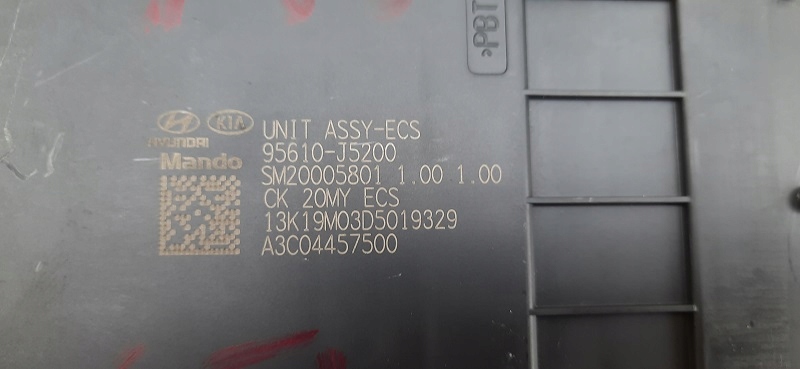 HYUNDAI
KIA
Mando
UNIT ASSY-ECS
95610-J5200
SM20005801 1.00 1.00
CK 20MY ECS
13K19M03D5019329
A3C04457500
>PBT